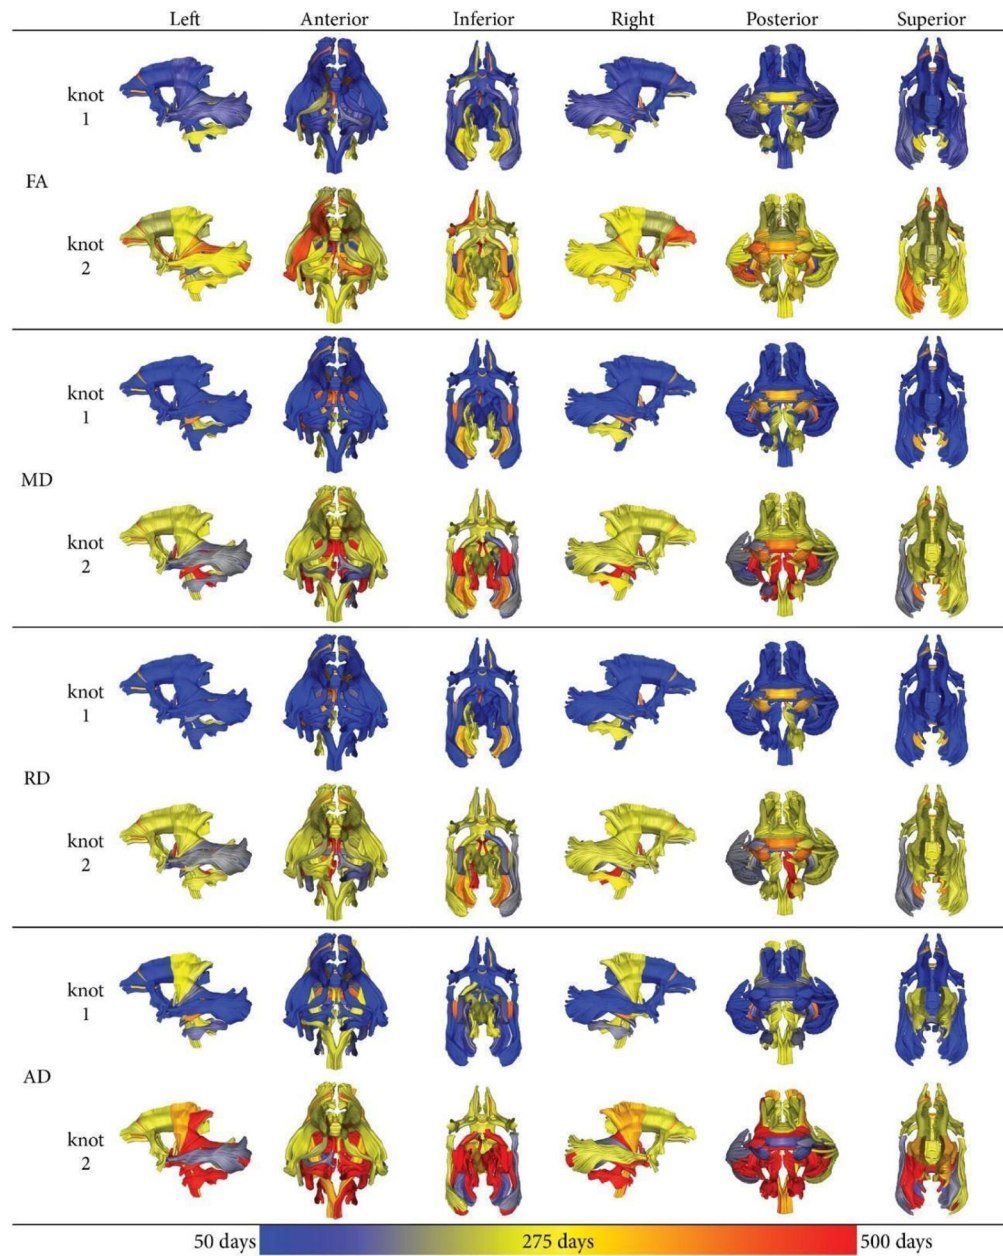 Left Anterior Inferior Right Posterior Superior
knot
1
FA
knot
2
knot
1
MD
knot
2
knot
1
RD
knot
2
knot
1
AD
knot
2
50 days 275 days 500 days